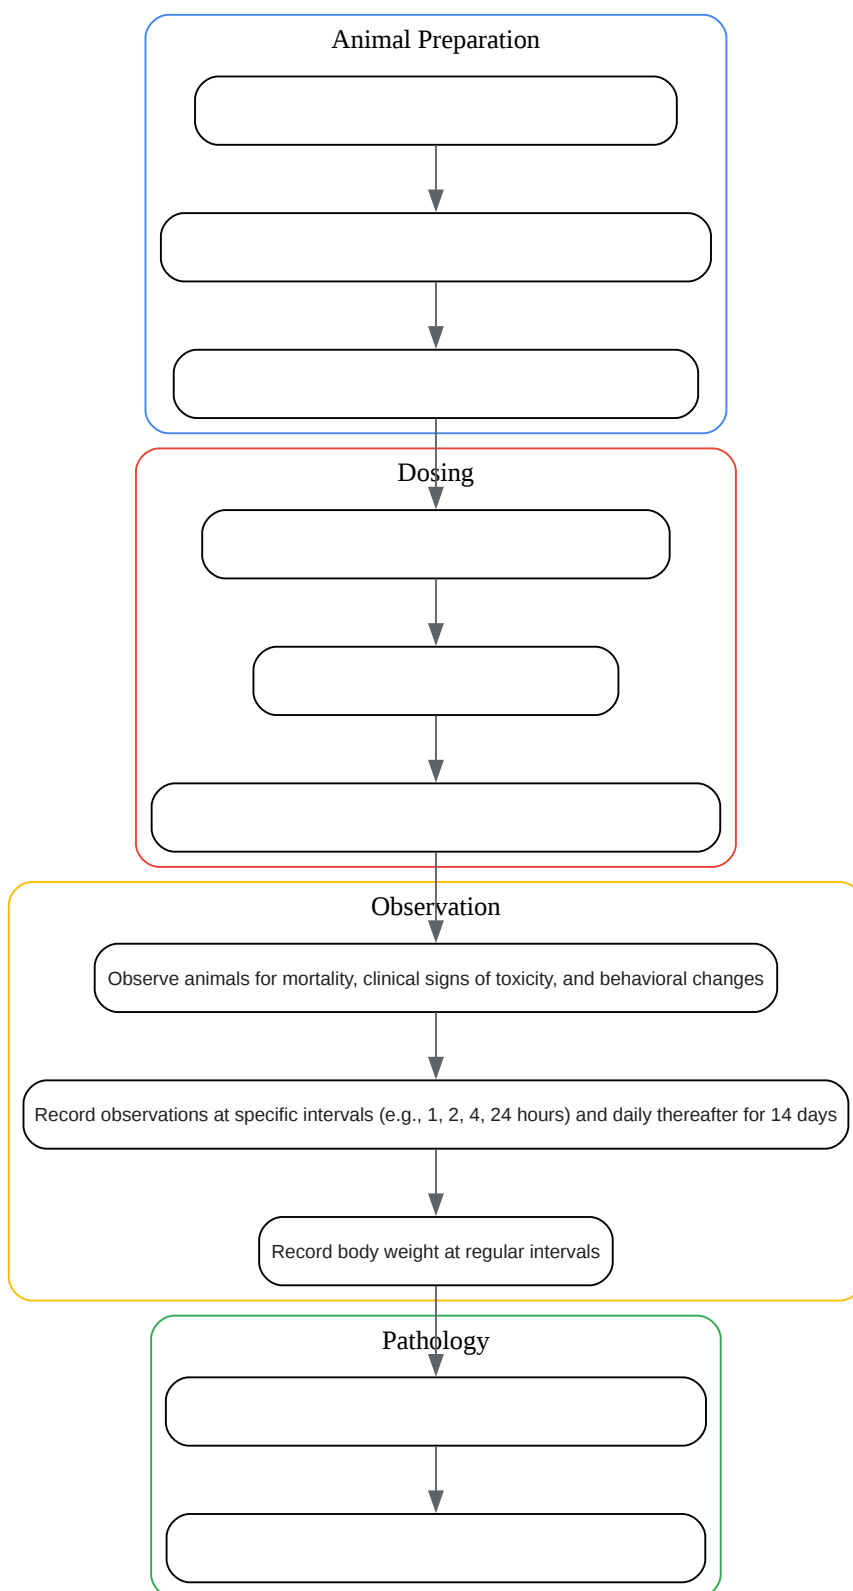 Animal Preparation
Dosing
Observation
Observe animals for mortality, clinical signs of toxicity, and behavioral changes
Record observations at specific intervals (e.g., 1, 2, 4, 24 hours) and daily thereafter for 14 days
Record body weight at regular intervals
Pathology